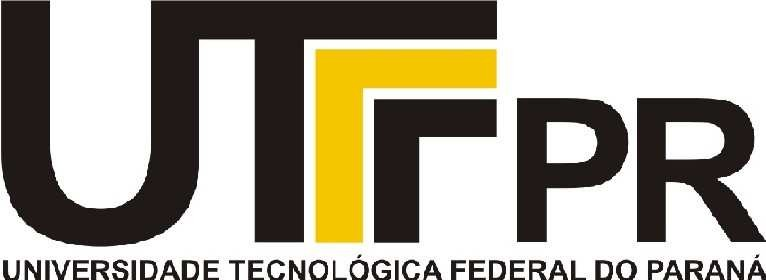 UTFPR
UNIVERSIDADE TECNOLÓGICA FEDERAL DO PARANÁ